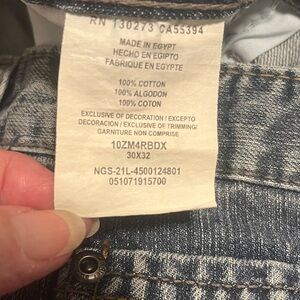 RN 130273 CA55394
MADE IN EGYPT
HECHO EN EGIPTO
FABRIQUE EN EGYPTE
100% COTTON
100% ALGODON
100% COTON
EXCLUSIVE OF DECORATION / EXCEPTO
DECORACION / EXCLUSIVE OF TRIMMING/
GARNITURE NON COMPRISE
10ZM4RBDX
30X32
NGS-21L-4500124801
051071915700